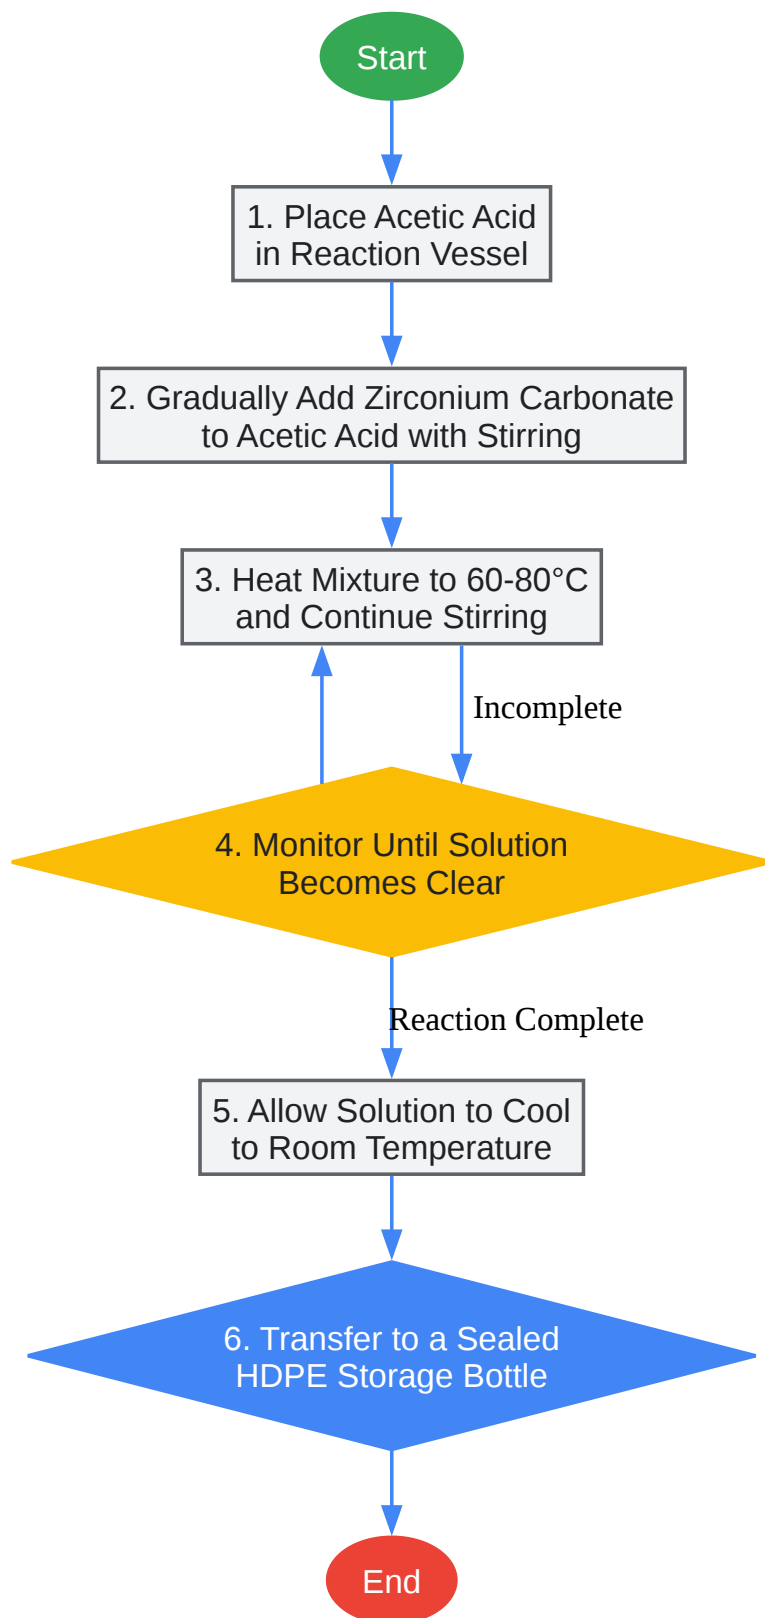 Start
1. Place Acetic Acid
in Reaction Vessel
2. Gradually Add Zirconium Carbonate
to Acetic Acid with Stirring
3. Heat Mixture to 60-80°C
and Continue Stirring
Incomplete
4. Monitor Until Solution
Becomes Clear
Reaction Complete
5. Allow Solution to Cool
to Room Temperature
6. Transfer to a Sealed
HDPE Storage Bottle
End